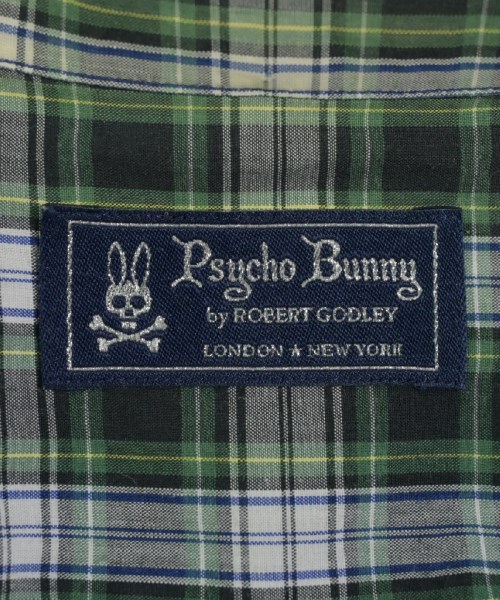 Psycho Bunny
by ROBERT GODLEY
LONDON ★ NEW YORK